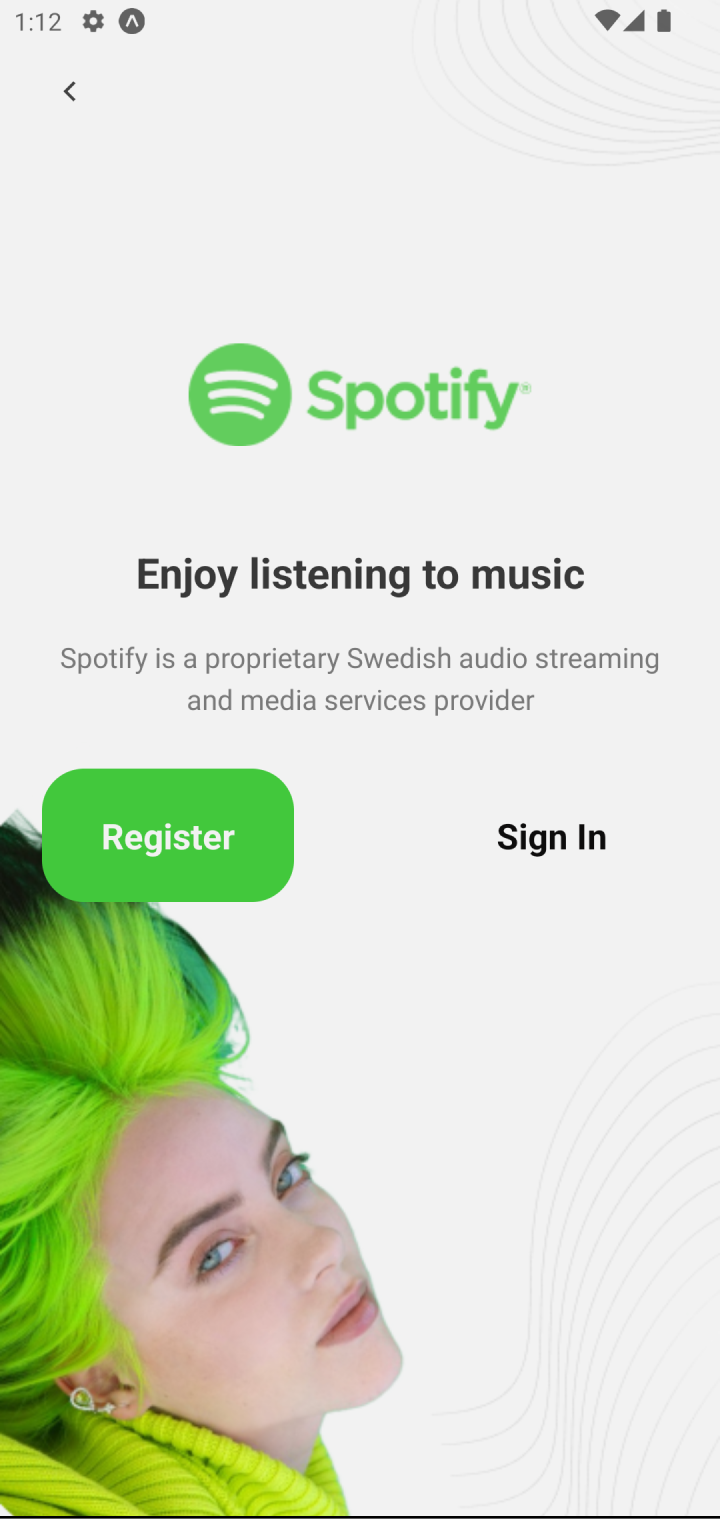 1:12
Spotify®
Enjoy listening to music
Spotify is a proprietary Swedish audio streaming
and media services provider
Register
Sign In